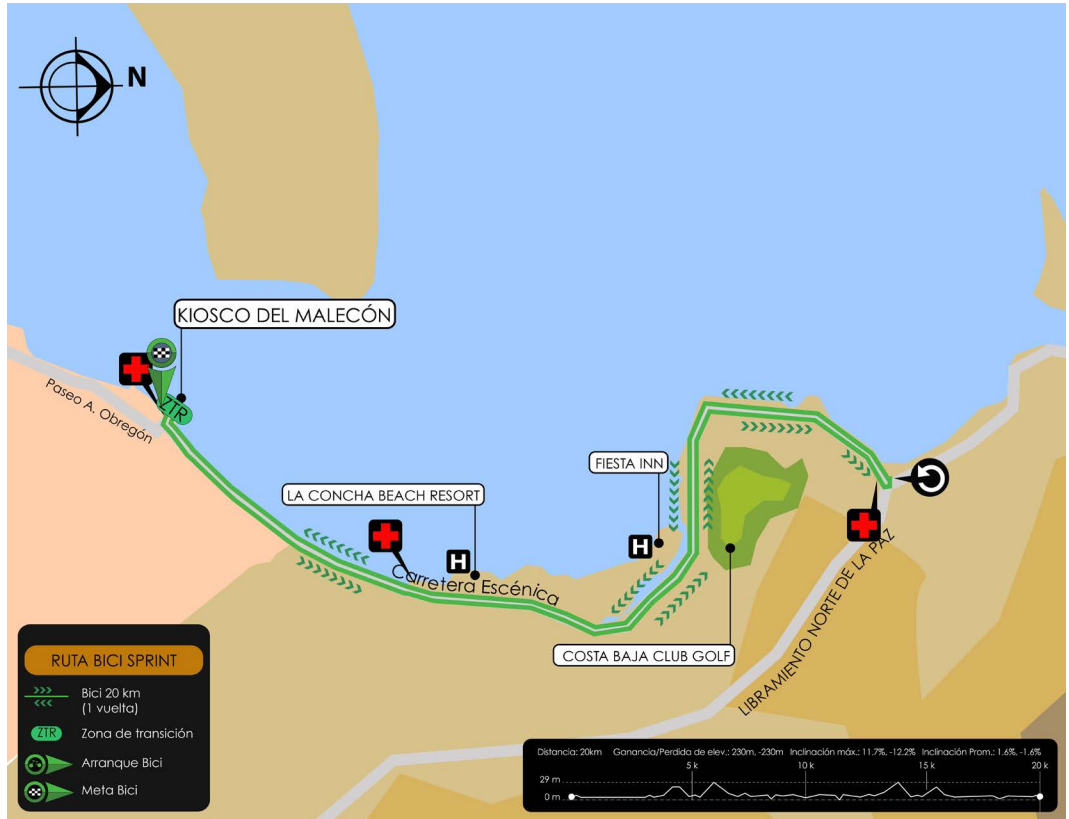 N
KIOSCO DEL MALECÓN
ZTR
Paseo A. Obregón
FIESTA INN
LA CONCHA BEACH RESORT
H
H
Carretera Escénica
COSTA BAJA CLUB GOLF
LIBRAMIENTO NORTE DE LA PAZ
RUTA BICI SPRINT
Bici 20 km
(1 vuelta)
ZTR Zona de transición
Arranque Bici
Meta Bici
Distancia: 20km Ganancia/Perdida de elev.: 230m, -230m Inclinación máx.: 11.7%, -12.2% Inclinación Prom.: 1.6%, -1.6%
5 k 10 k 15 k 20 k
29 m
0 m